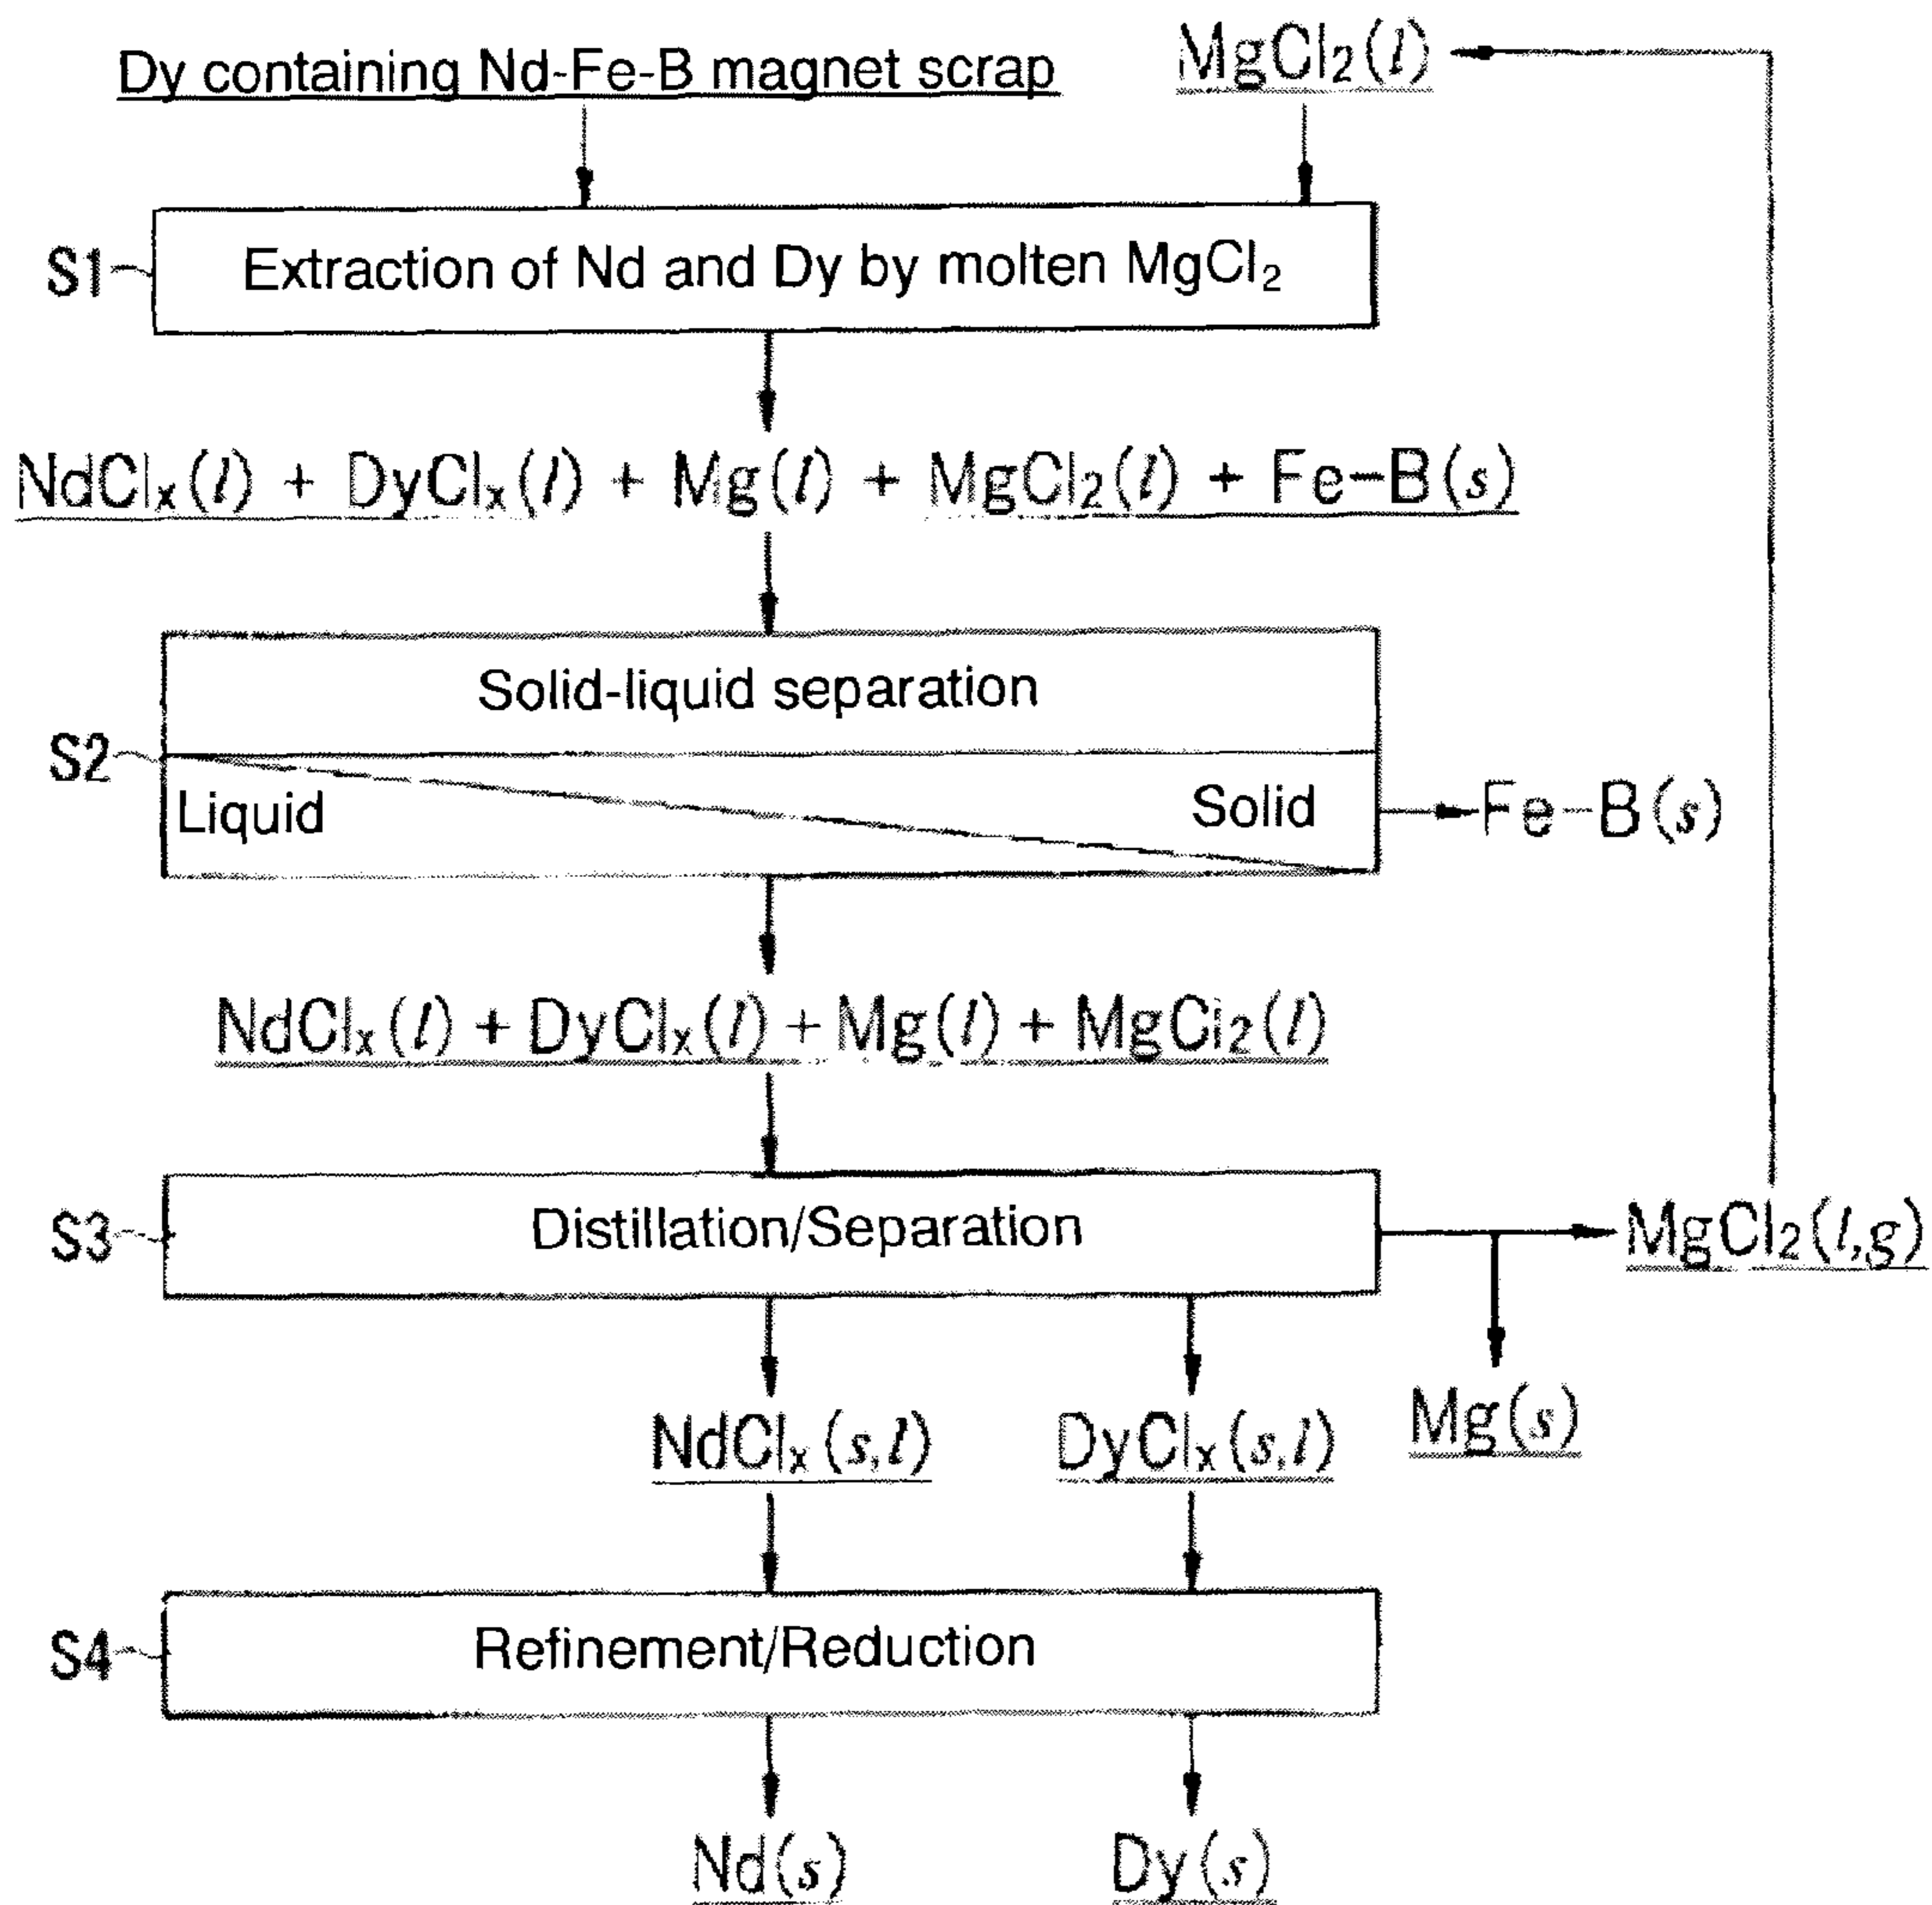 Dy containing Nd-Fe-B magnet scrap
MgCl₂(l)
S1
Extraction of Nd and Dy by molten MgCl₂
NdClₓ(l) + DyClₓ(l) + Mg(l) + MgCl₂(l) + Fe-B(s)
S2
Solid-liquid separation
Liquid
Solid
Fe-B(s)
NdClₓ(l) + DyClₓ(l) + Mg(l) + MgCl₂(l)
S3
Distillation/Separation
MgCl₂(l,g)
Mg(s)
NdClₓ(s,l)
DyClₓ(s,l)
S4
Refinement/Reduction
Nd(s)
Dy(s)